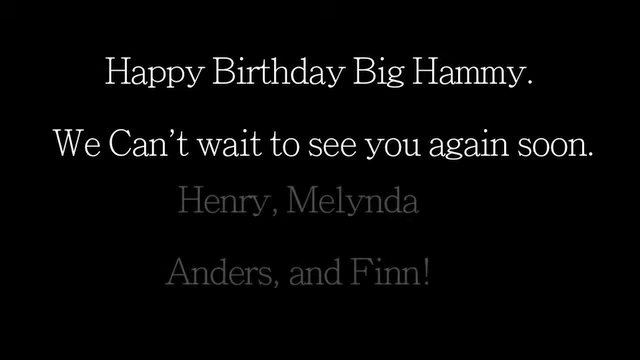 Happy Birthday Big Hammy.
We Can’t wait to see you again soon.
Henry, Melynda
Anders, and Finn!